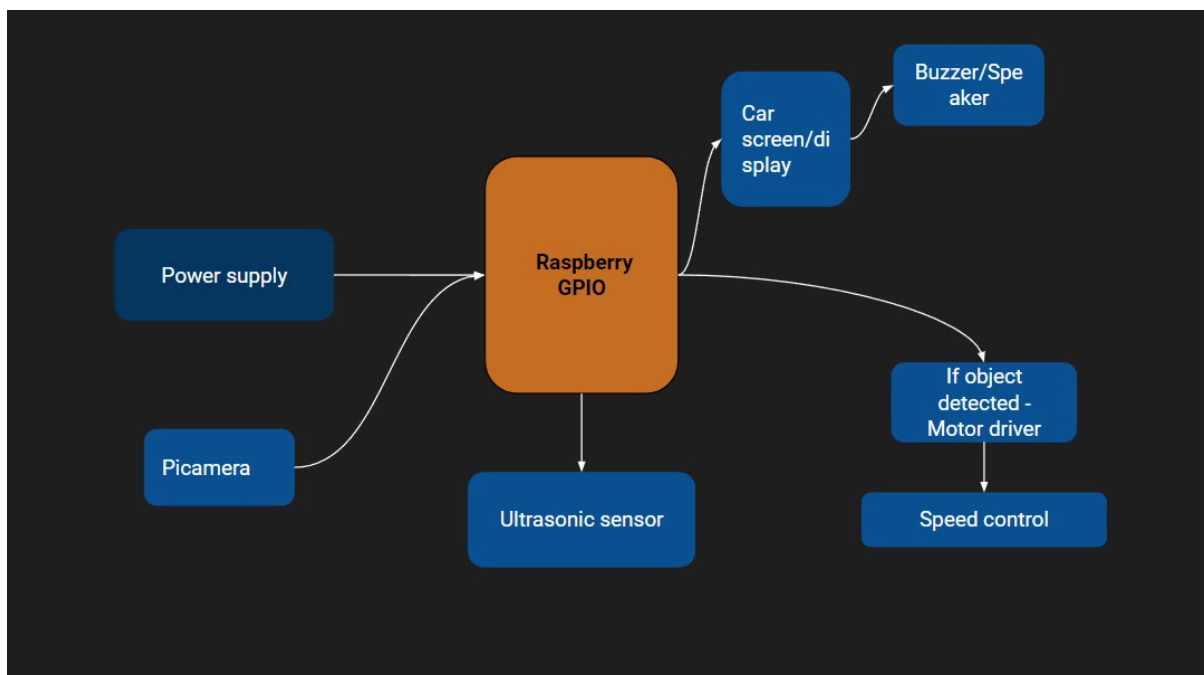 Buzzer/Spe
aker
Car
screen/di
splay
Raspberry
GPIO
Power supply
If object
detected -
Motor driver
Picamera
Ultrasonic sensor
Speed control